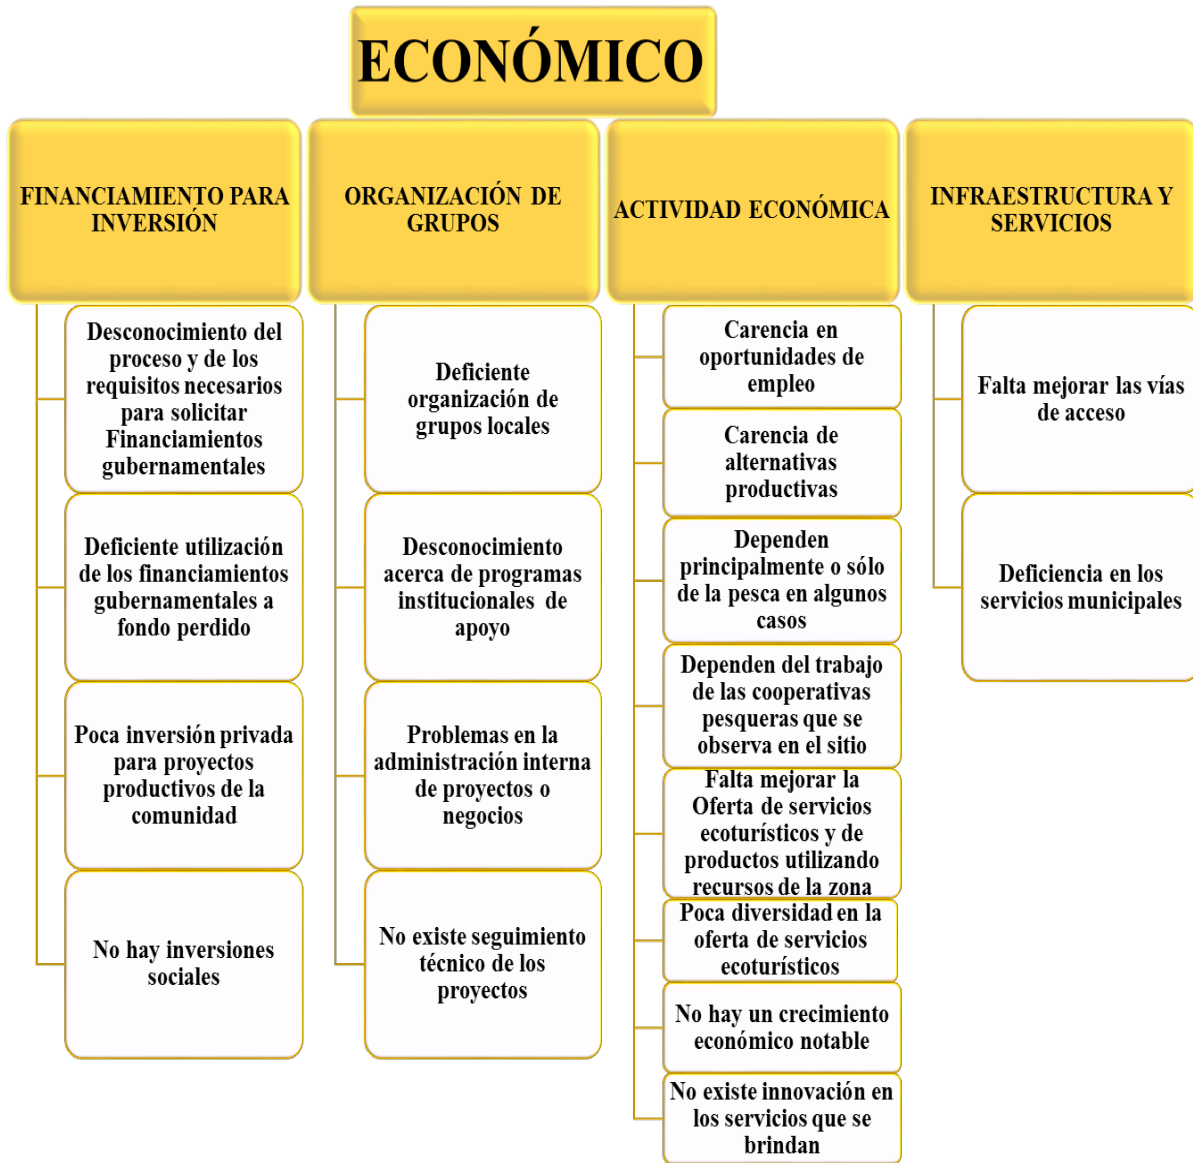 ECONÓMICO
FINANCIAMIENTO PARA
INVERSIÓN
Desconocimiento del
proceso y de los
requisitos necesarios
para solicitar
Financiamientos
gubernamentales
Deficiente utilización
de los financiamientos
gubernamentales a
fondo perdido
Poca inversión privada
para proyectos
productivos de la
comunidad
No hay inversiones
sociales
ORGANIZACIÓN DE
GRUPOS
Deficiente
organización de
grupos locales
Desconocimiento
acerca de programas
institucionales de
apoyo
Problemas en la
administración interna
de proyectos o
negocios
No existe seguimiento
técnico de los
proyectos
ACTIVIDAD ECONÓMICA
Carencia en
oportunidades de
empleo
Carencia de
alternativas
productivas
Dependen
principalmente o sólo
de la pesca en algunos
casos
Dependen del trabajo
de las cooperativas
pesqueras que se
observa en el sitio
Falta mejorar la
Oferta de servicios
ecoturísticos y de
productos utilizando
recursos de la zona
Poca diversidad en la
oferta de servicios
ecoturísticos
No hay un crecimiento
económico notable
No existe innovación en
los servicios que se
brindan
INFRAESTRUCTURA Y
SERVICIOS
Falta mejorar las vías
de acceso
Deficiencia en los
servicios municipales